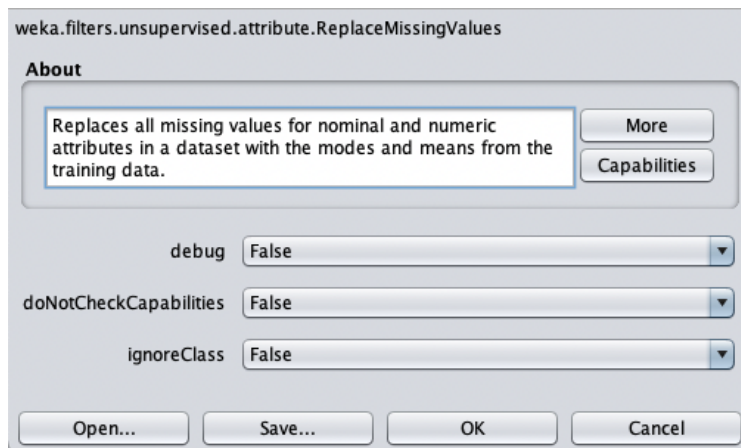 weka.filters.unsupervised.attribute.ReplaceMissingValues
About
Replaces all missing values for nominal and numeric
attributes in a dataset with the modes and means from the
training data.
More
Capabilities
debug False
doNotCheckCapabilities False
ignoreClass False
Open... Save... OK Cancel